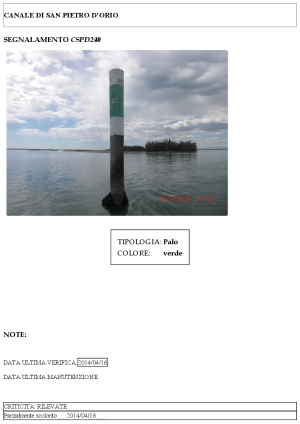 CANALE DI SAN PIETRO D'ORIO
SEGNALAMENTO CSPD240
TIPOLOGIA: Palo
COLORE: verde
NOTE:
DATA ULTIMA VERIFICA 2014/04/16
DATA ULTIMA MANUTENZIONE
CRITICITA' RILEVATE
Parzialmente scolorito 2014/04/16